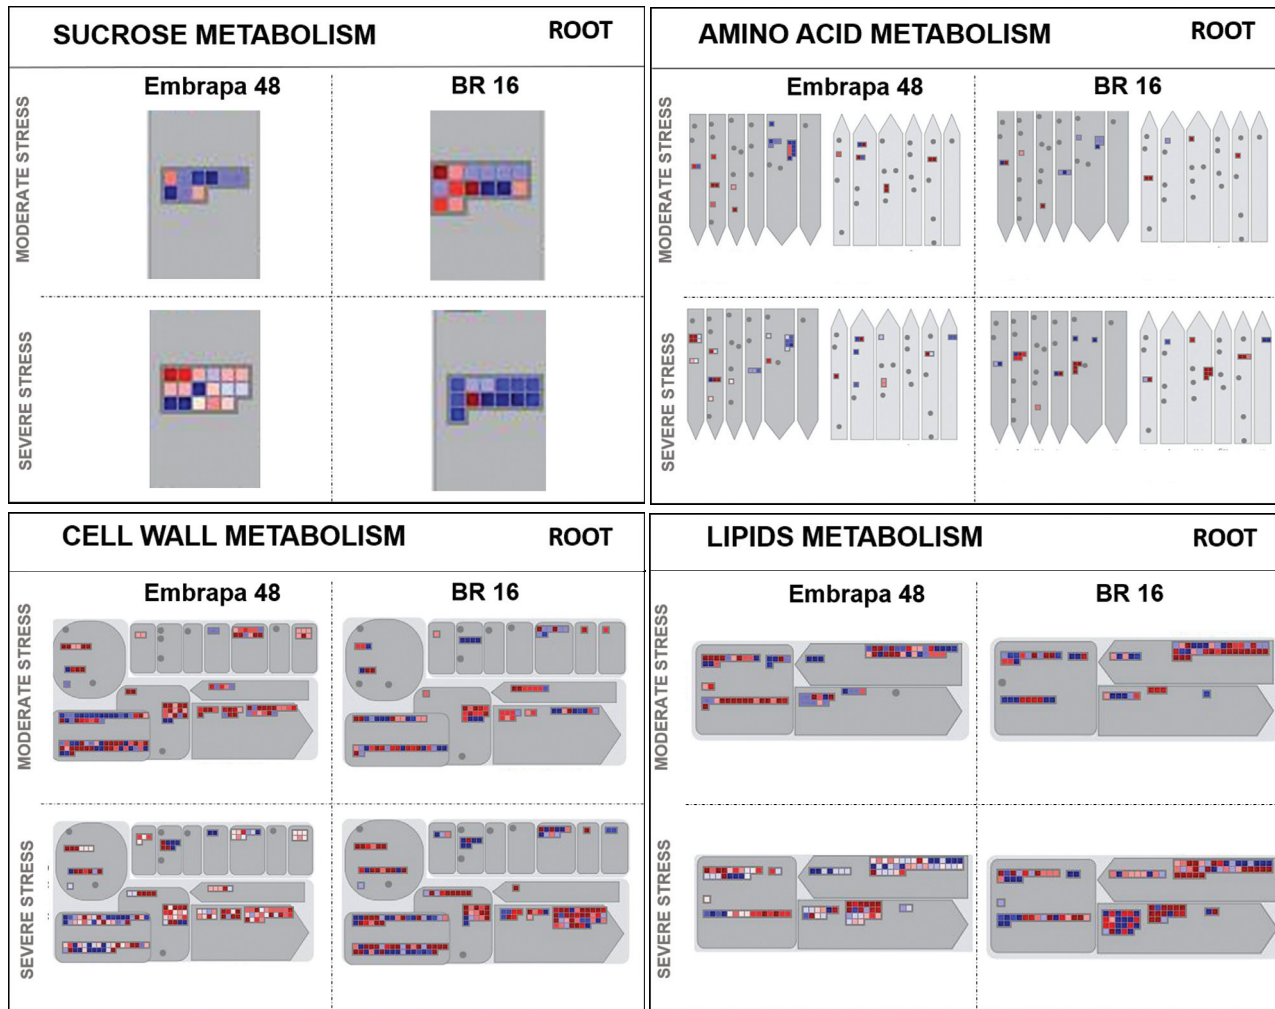 SUCROSE METABOLISM ROOT
Embrapa 48 BR 16
MODERATE STRESS
SEVERE STRESS
AMINO ACID METABOLISM ROOT
Embrapa 48 BR 16
MODERATE STRESS
SEVERE STRESS
CELL WALL METABOLISM ROOT
Embrapa 48 BR 16
MODERATE STRESS
SEVERE STRESS
LIPIDS METABOLISM ROOT
Embrapa 48 BR 16
MODERATE STRESS
SEVERE STRESS